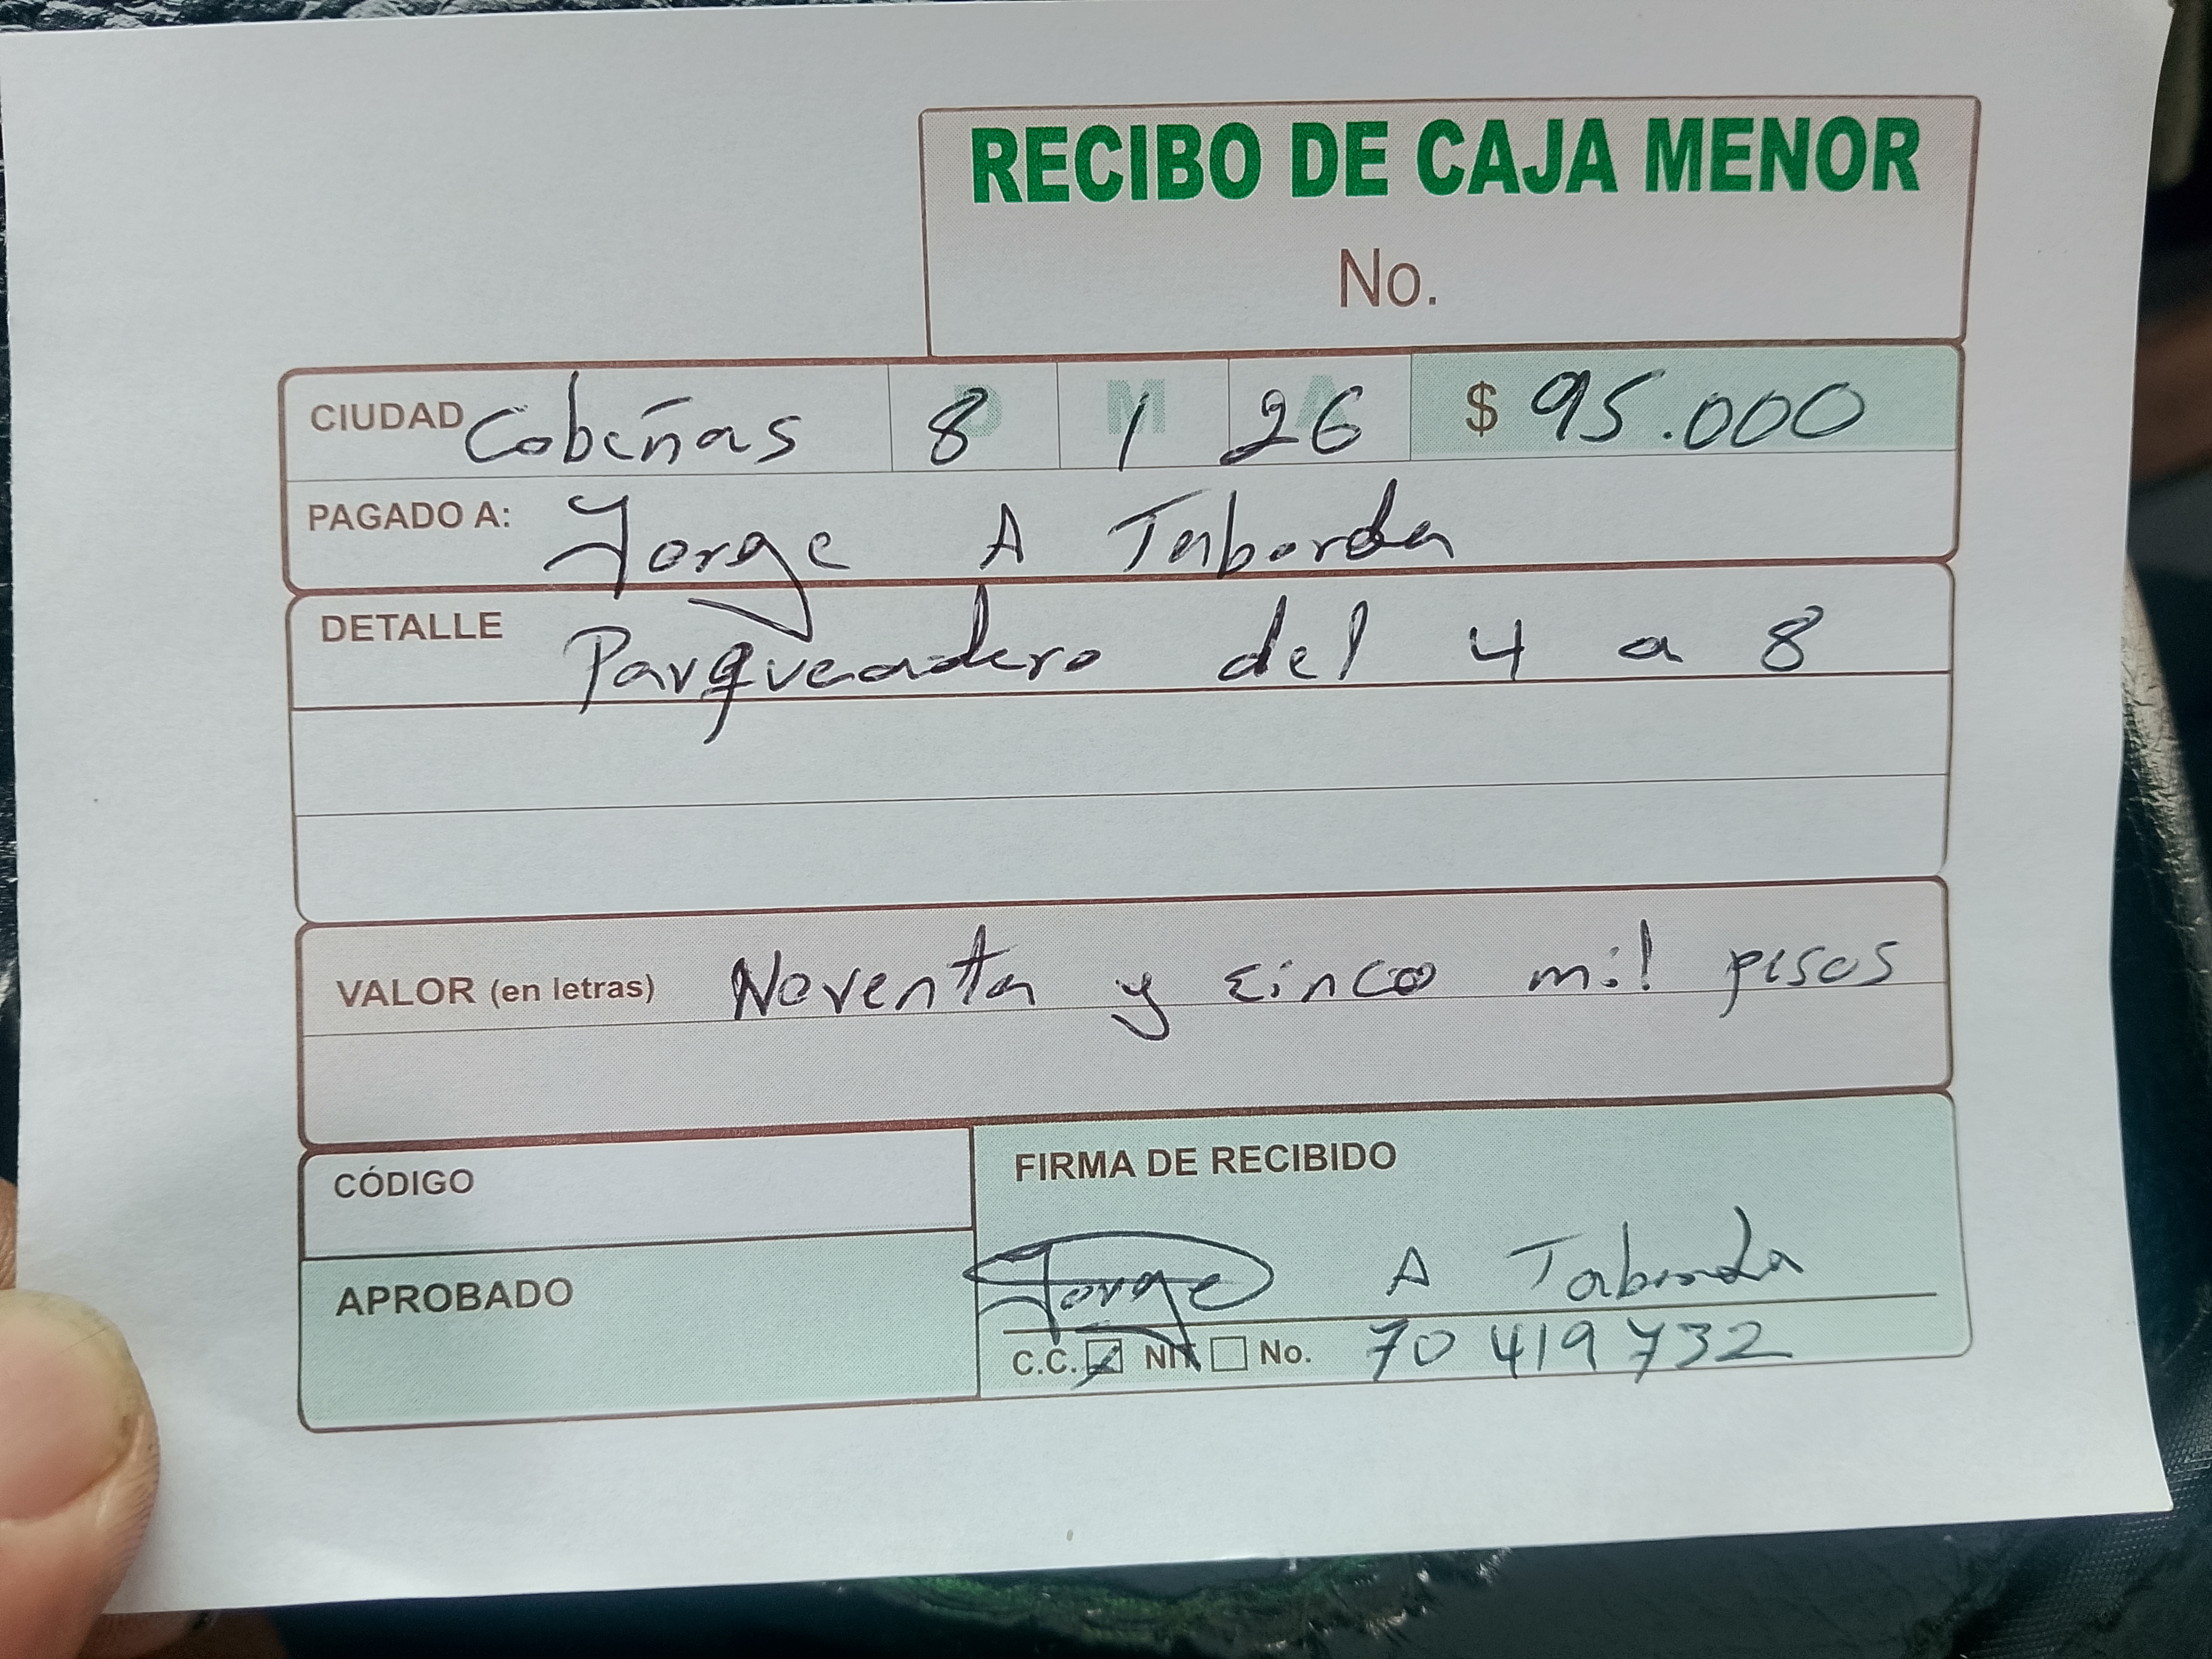 RECIBO DE CAJA MENOR
No.
CIUDAD Cobeñas D 8 M 1 A 26 $ 95.000
PAGADO A: Jorge A Taborda
DETALLE Parqueadero del 4 a 8
VALOR (en letras) Noventa y cinco mil pesos
CÓDIGO
FIRMA DE RECIBIDO
APROBADO
Jorge A Taborda
C.C. NIT No. 70 419 732